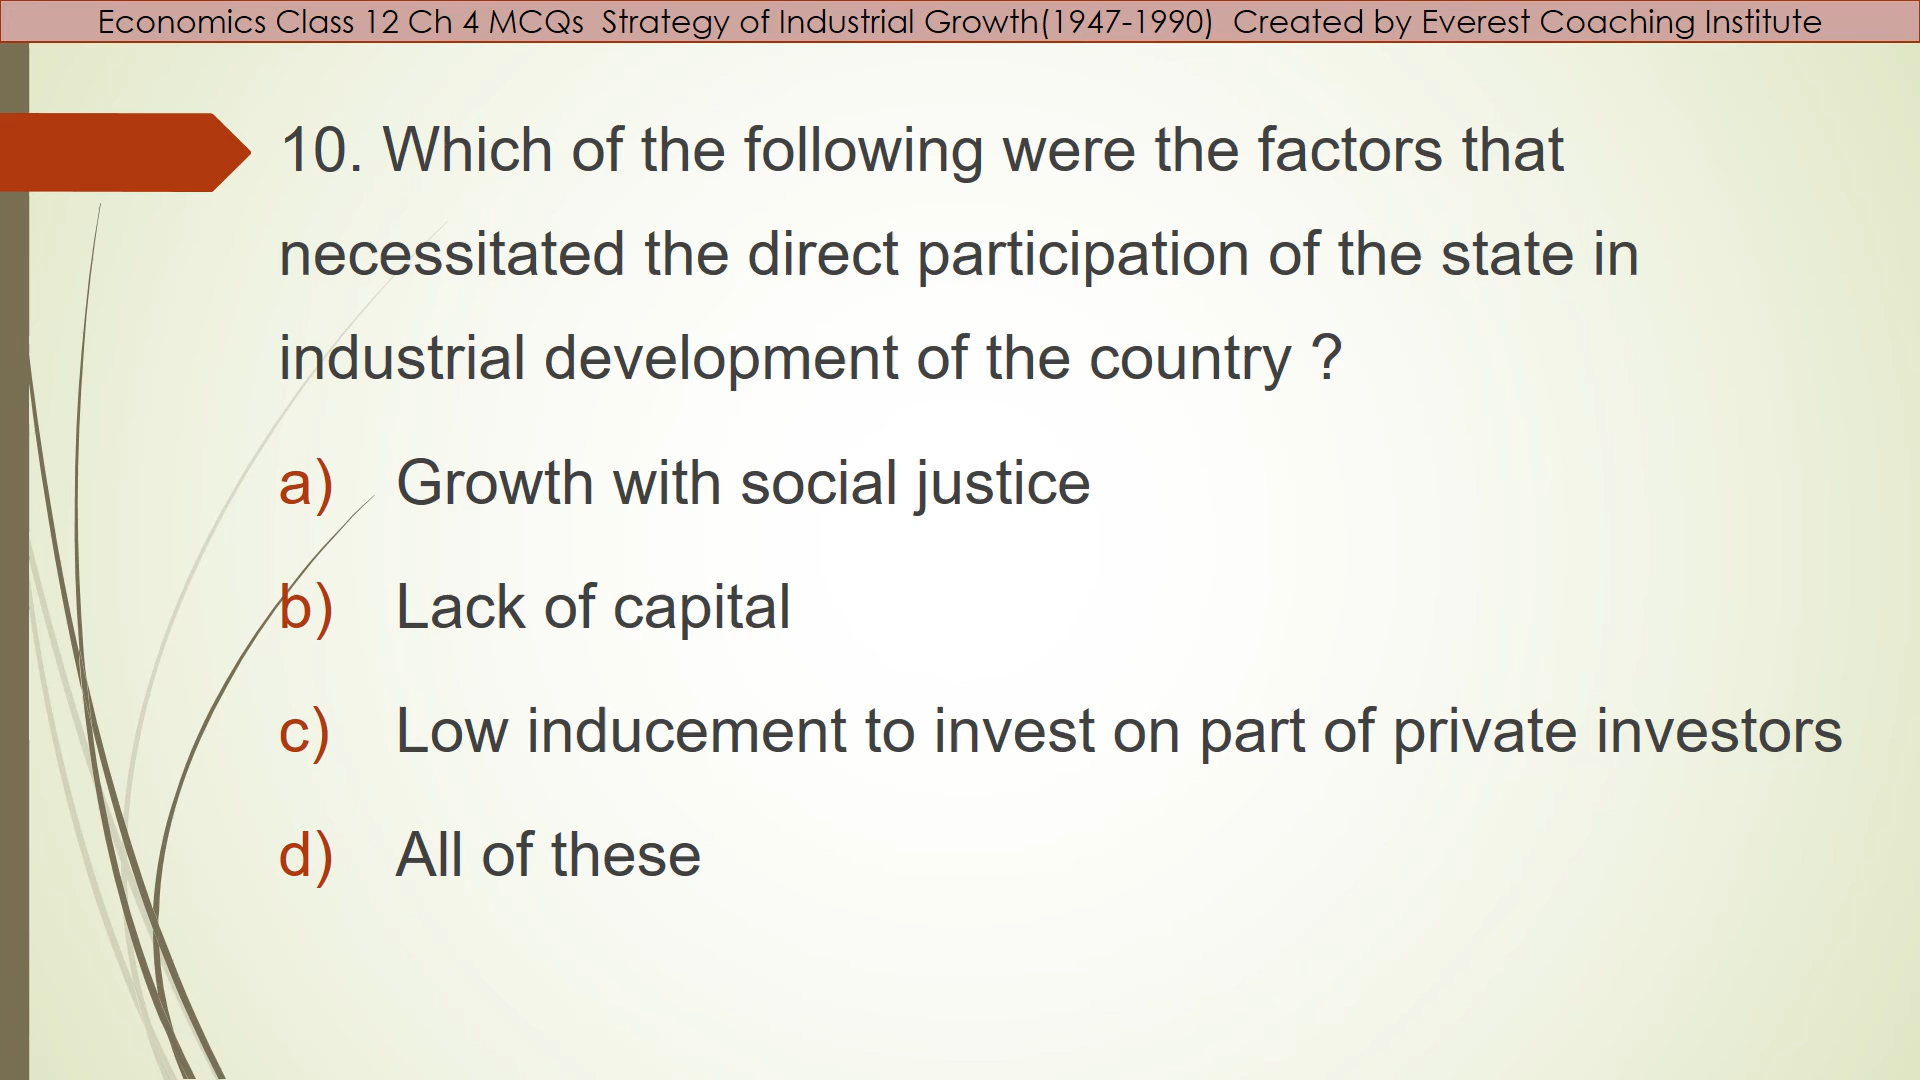 Economics Class 12 Ch 4 MCQs Strategy of Industrial Growth(1947-1990) Created by Everest Coaching Institute
10. Which of the following were the factors that
necessitated the direct participation of the state in
industrial development of the country ?
a) Growth with social justice
b) Lack of capital
c) Low inducement to invest on part of private investors
d) All of these